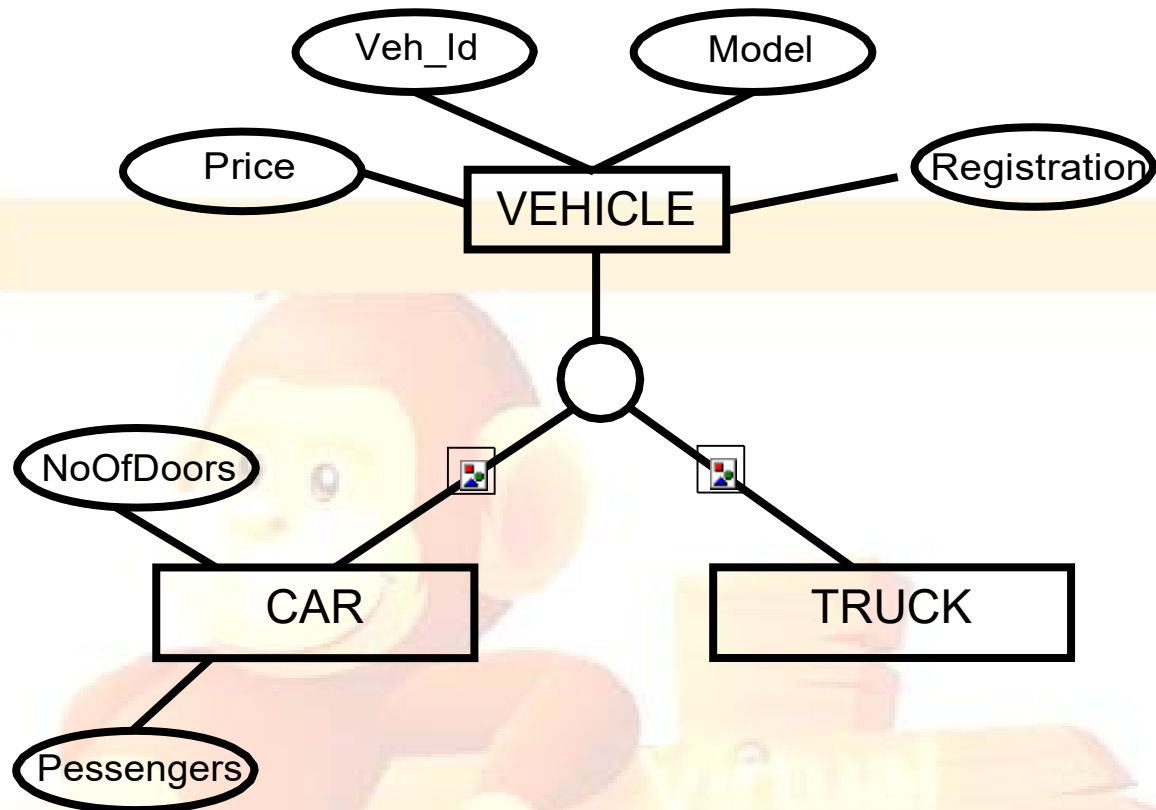 Veh_Id
Model
Price
Registration
VEHICLE
NoOfDoors
CAR
TRUCK
Pessengers